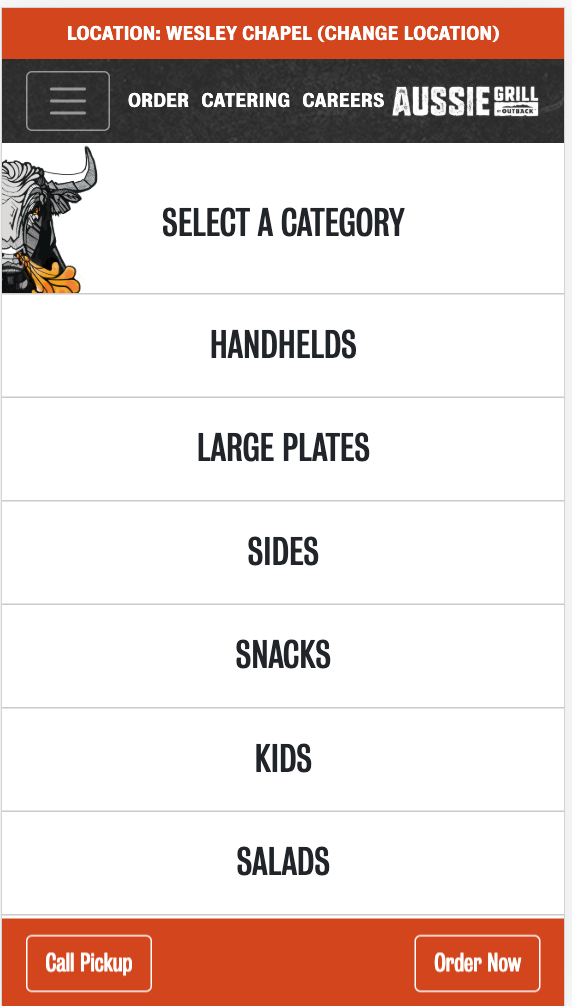 LOCATION: WESLEY CHAPEL (CHANGE LOCATION)
ORDER CATERING CAREERS AUSSIE GRILL BY OUTBACK
SELECT A CATEGORY
HANDHELDS
LARGE PLATES
SIDES
SNACKS
KIDS
SALADS
Call Pickup Order Now